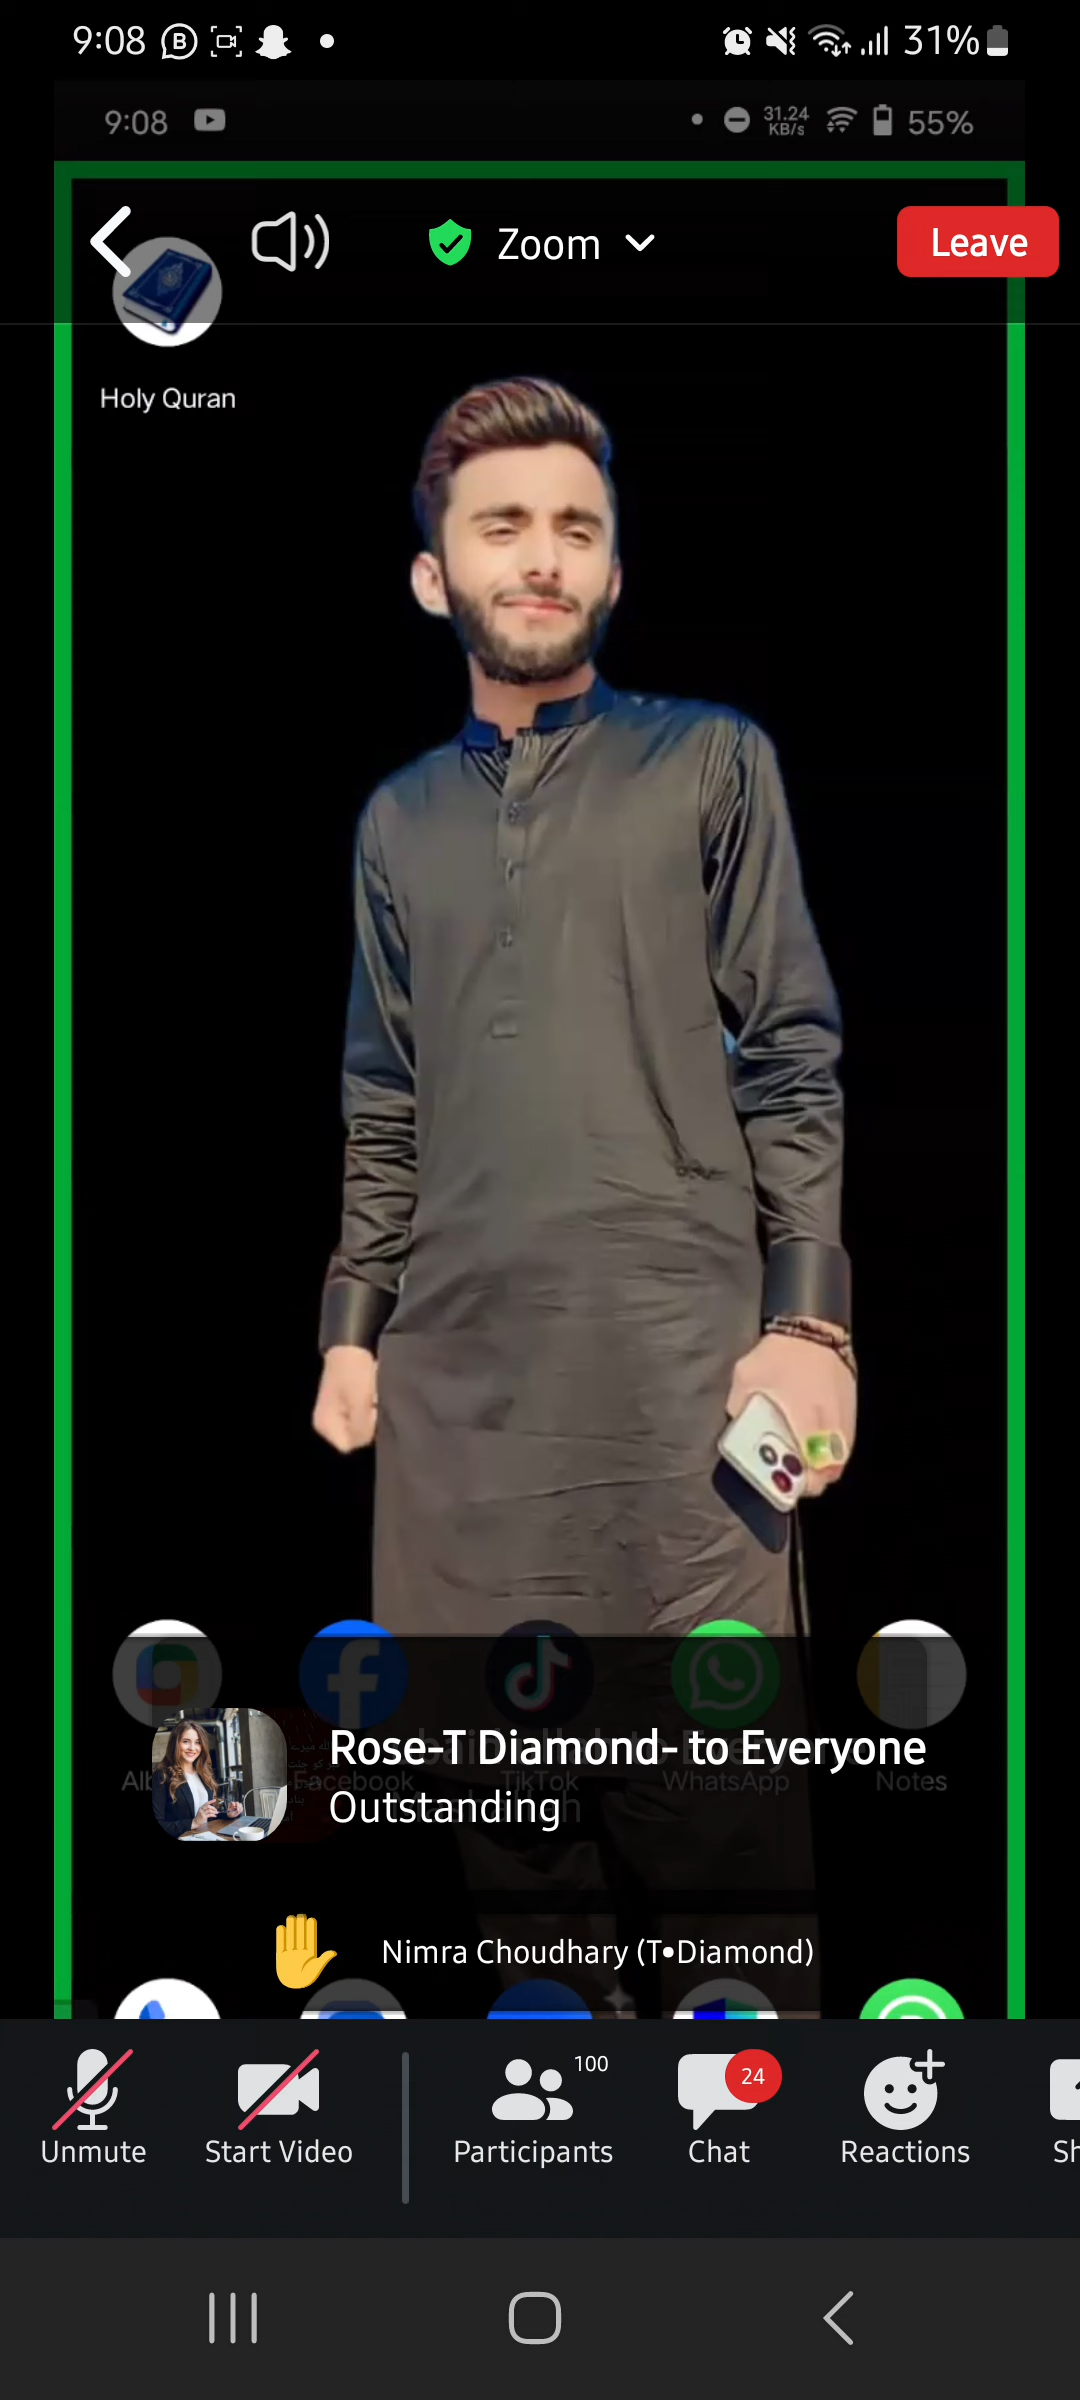 9:08
31%
9:08
31.24
KB/s
55%
Zoom
Leave
Holy Quran
Rose-T Diamond- to Everyone
Facebook
TikTok
WhatsApp
Notes
Outstanding
Nimra Choudhary (T•Diamond)
100
24
Unmute
Start Video
Participants
Chat
Reactions
Sh